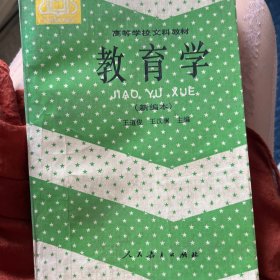 高等学校文科教材
教育学
JIAO YU XUE
(新编本)
王道俊 王汉澜 主编
人民教育出版社